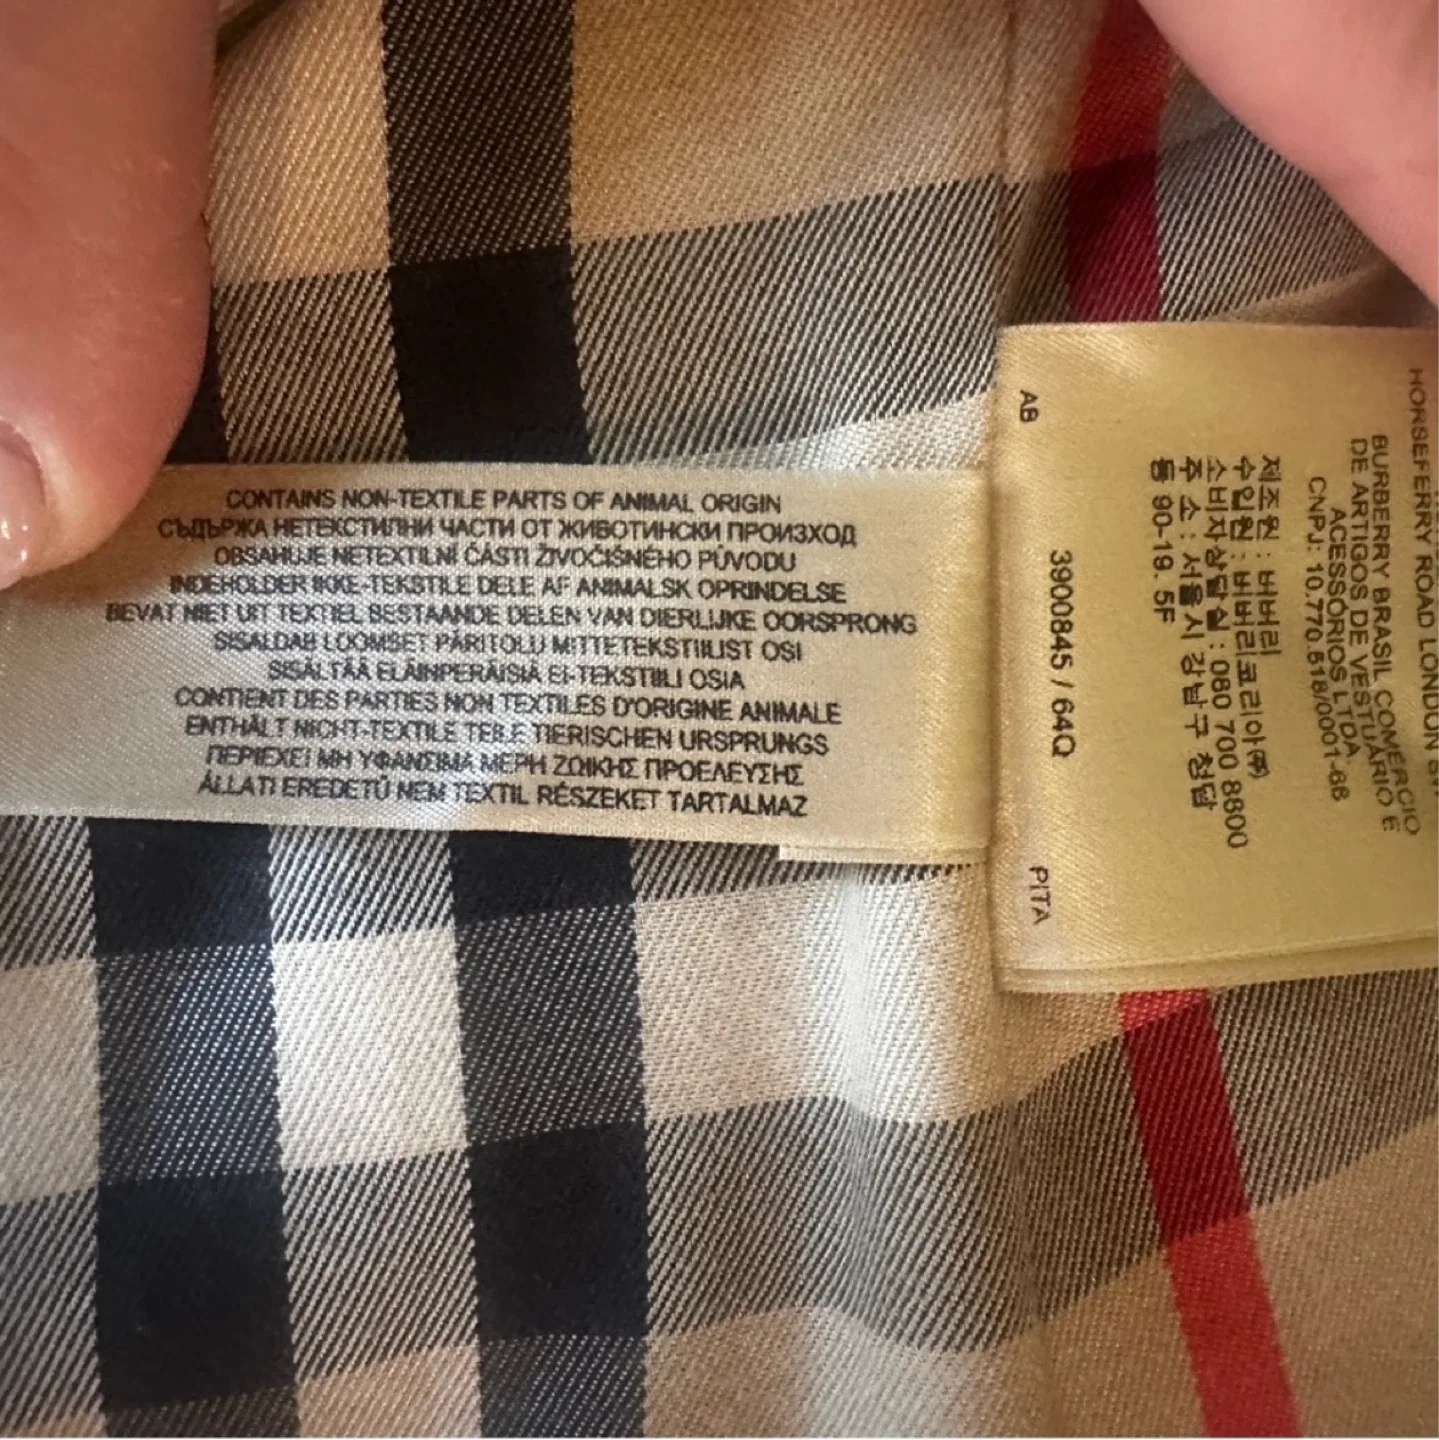 CONTAINS NON-TEXTILE PARTS OF ANIMAL ORIGIN
СЪДЪРЖА НЕТЕКСТИЛНИ ЧАСТИ ОТ ЖИВОТИНСКИ ПРОИЗХОД
OBSAHUJE NETEXTILNÍ ČÁSTI ŽIVOČIŠNÉHO PŮVODU
INDEHOLDER IKKE-TEKSTILE DELE AF ANIMALSK OPRINDELSE
BEVAT NIET UIT TEXTIEL BESTAANDE DELEN VAN DIERLIJKE OORSPRONG
SISALDAB LOOMSET PÄRITOLU MITTETEKSTIILIST OSI
SISÄLTÄÄ ELÄINPERÄISIÄ EI-TEKSTIILI OSIA
CONTIENT DES PARTIES NON TEXTILES D'ORIGINE ANIMALE
ENTHÄLT NICHT-TEXTILE TEILE TIERISCHEN URSPRUNGS
ΠΕΡΙΕΧΕΙ ΜΗ ΥΦΑΝΣΙΜΑ ΜΕΡΗ ΖΩΙΚΗΣ ΠΡΟΕΛΕΥΣΗΣ
ÁLLATI EREDETŰ NEM TEXTIL RÉSZEKET TARTALMAZ
HORSEFERRY ROAD LONDON
BURBERRY BRASIL COMÉRCIO
DE ARTIGOS DE VESTUÁRIO E
ACESSÓRIOS LTDA
CNPJ: 10.770.518/0001-66
제조원 : 버버리
수입원 : 버버리코리아㈜
소비자상담실 : 080 700 8800
주 소 : 서울시 강남구 청담
동 90-19. 5F
3900845 / 64Q
AB
PITA